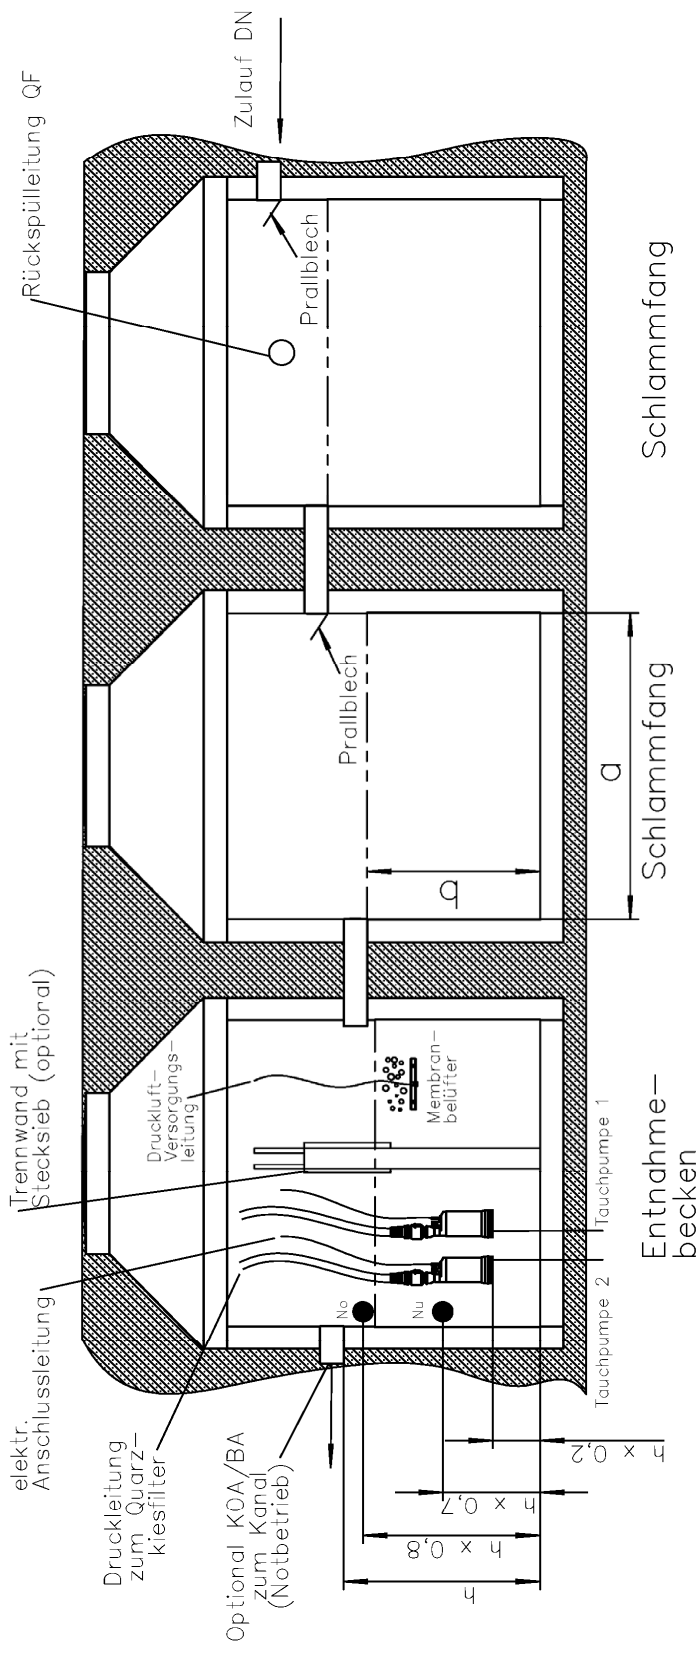 elektr.
Anschlussleitung
Trennwand mit
Stecksieb (optional)
Rückspülleitung QF
Zulauf DN
Druckleitung
zum Quarz-
kiesfilter
Druckluft-
Versorgungs-
leitung
Prallblech
Prallblech
Optional KOA/BA
zum Kanal
(Notbetrieb)
No
Nu
Membran-
belüfter
b
a
h
h x 0,8
h x 0,7
h x 0,2
Tauchpumpe 2
Tauchpumpe 1
Entnahme-
becken
Schlammfang
Schlammfang